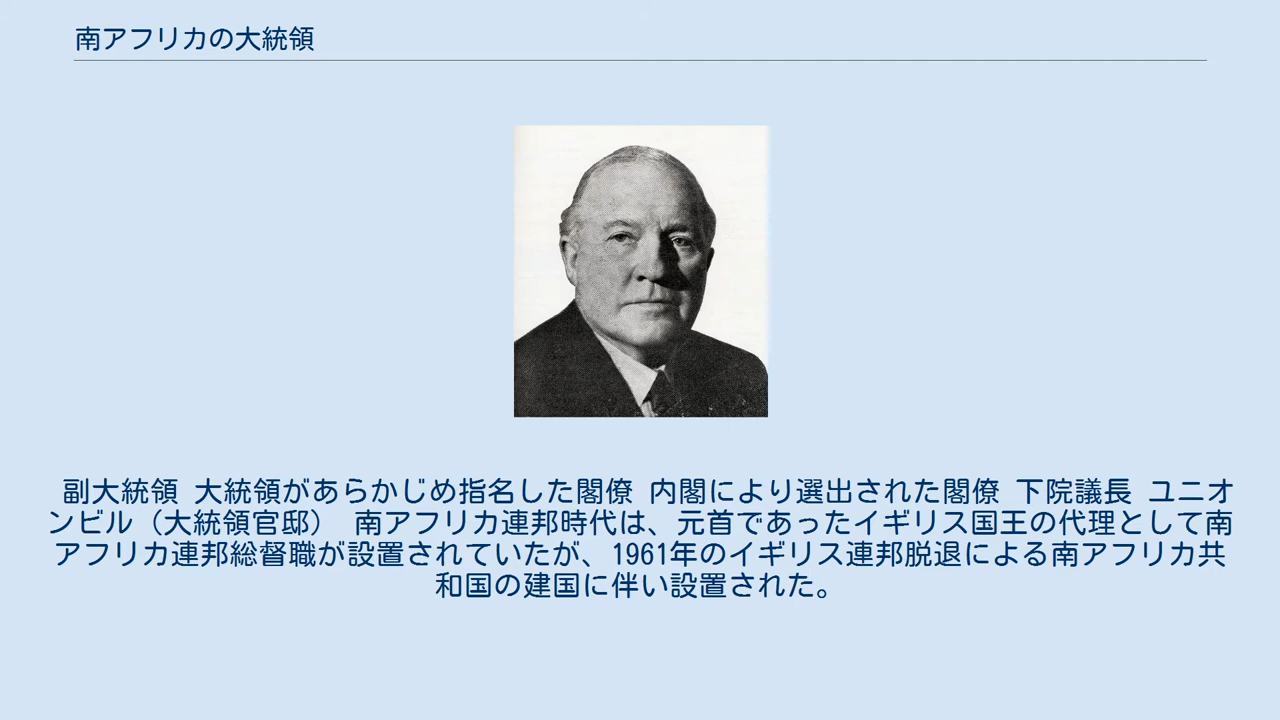 南アフリカの大統領
副大統領 大統領があらかじめ指名した閣僚 内閣により選出された閣僚 下院議長 ユニオ
ンビル（大統領官邸） 南アフリカ連邦時代は、元首であったイギリス国王の代理として南
アフリカ連邦総督職が設置されていたが、1961年のイギリス連邦脱退による南アフリカ共
和国の建国に伴い設置された。